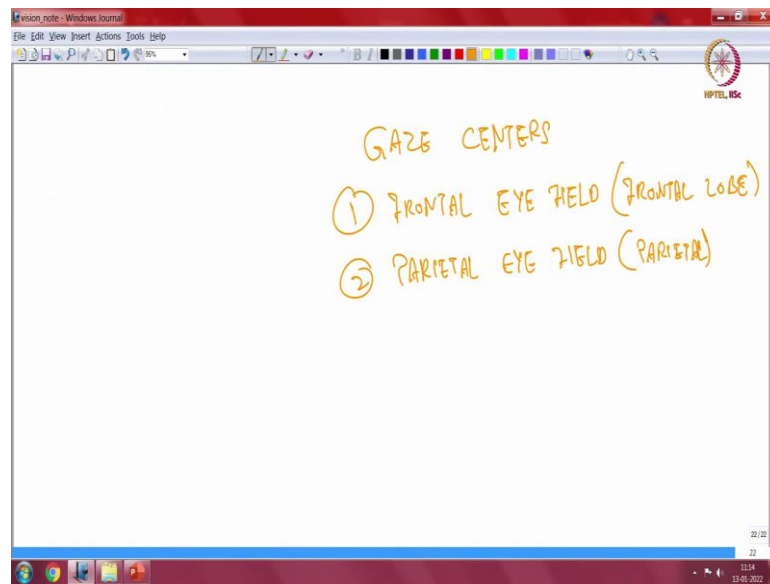 vision_note - Windows Journal
File Edit View Insert Actions Tools Help
95%
B I
NPTEL, IISc
GAZE CENTERS
1 FRONTAL EYE FIELD (FRONTAL LOBE)
2 PARIETAL EYE FIELD (PARIETAL)
22/22
22
11:14
13-01-2022